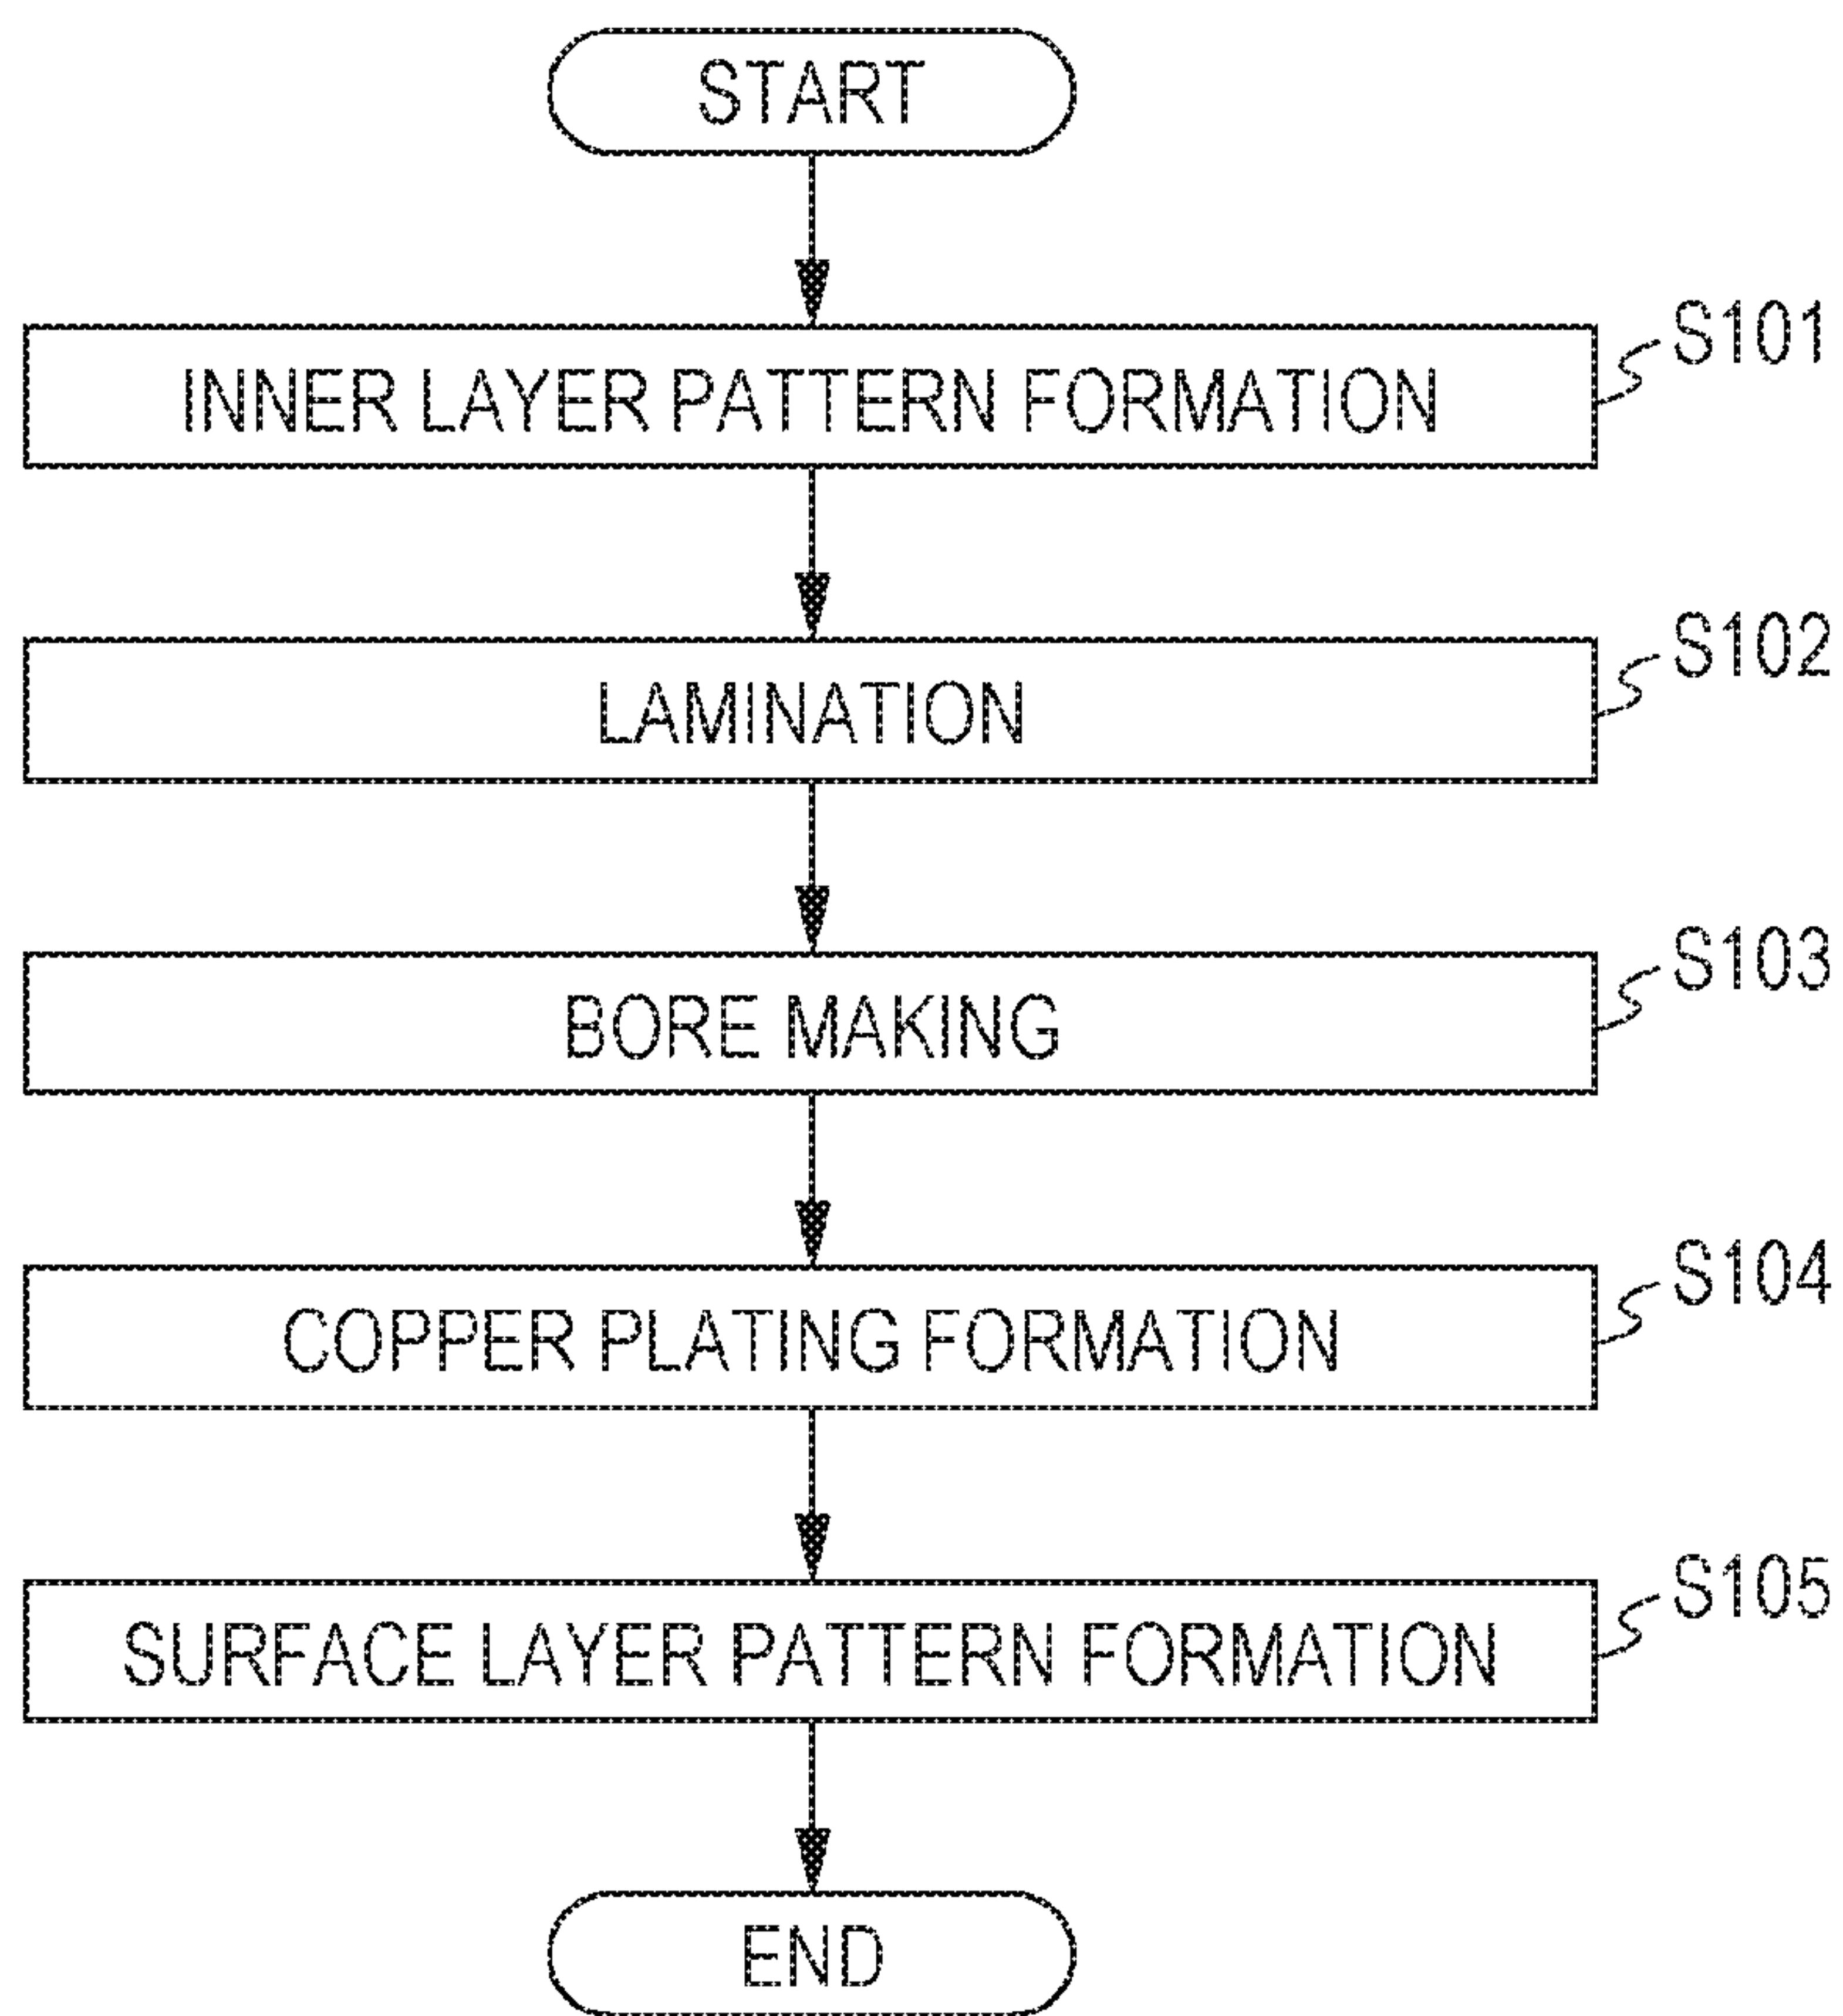 START
S101
INNER LAYER PATTERN FORMATION
S102
LAMINATION
S103
BORE MAKING
S104
COPPER PLATING FORMATION
S105
SURFACE LAYER PATTERN FORMATION
END